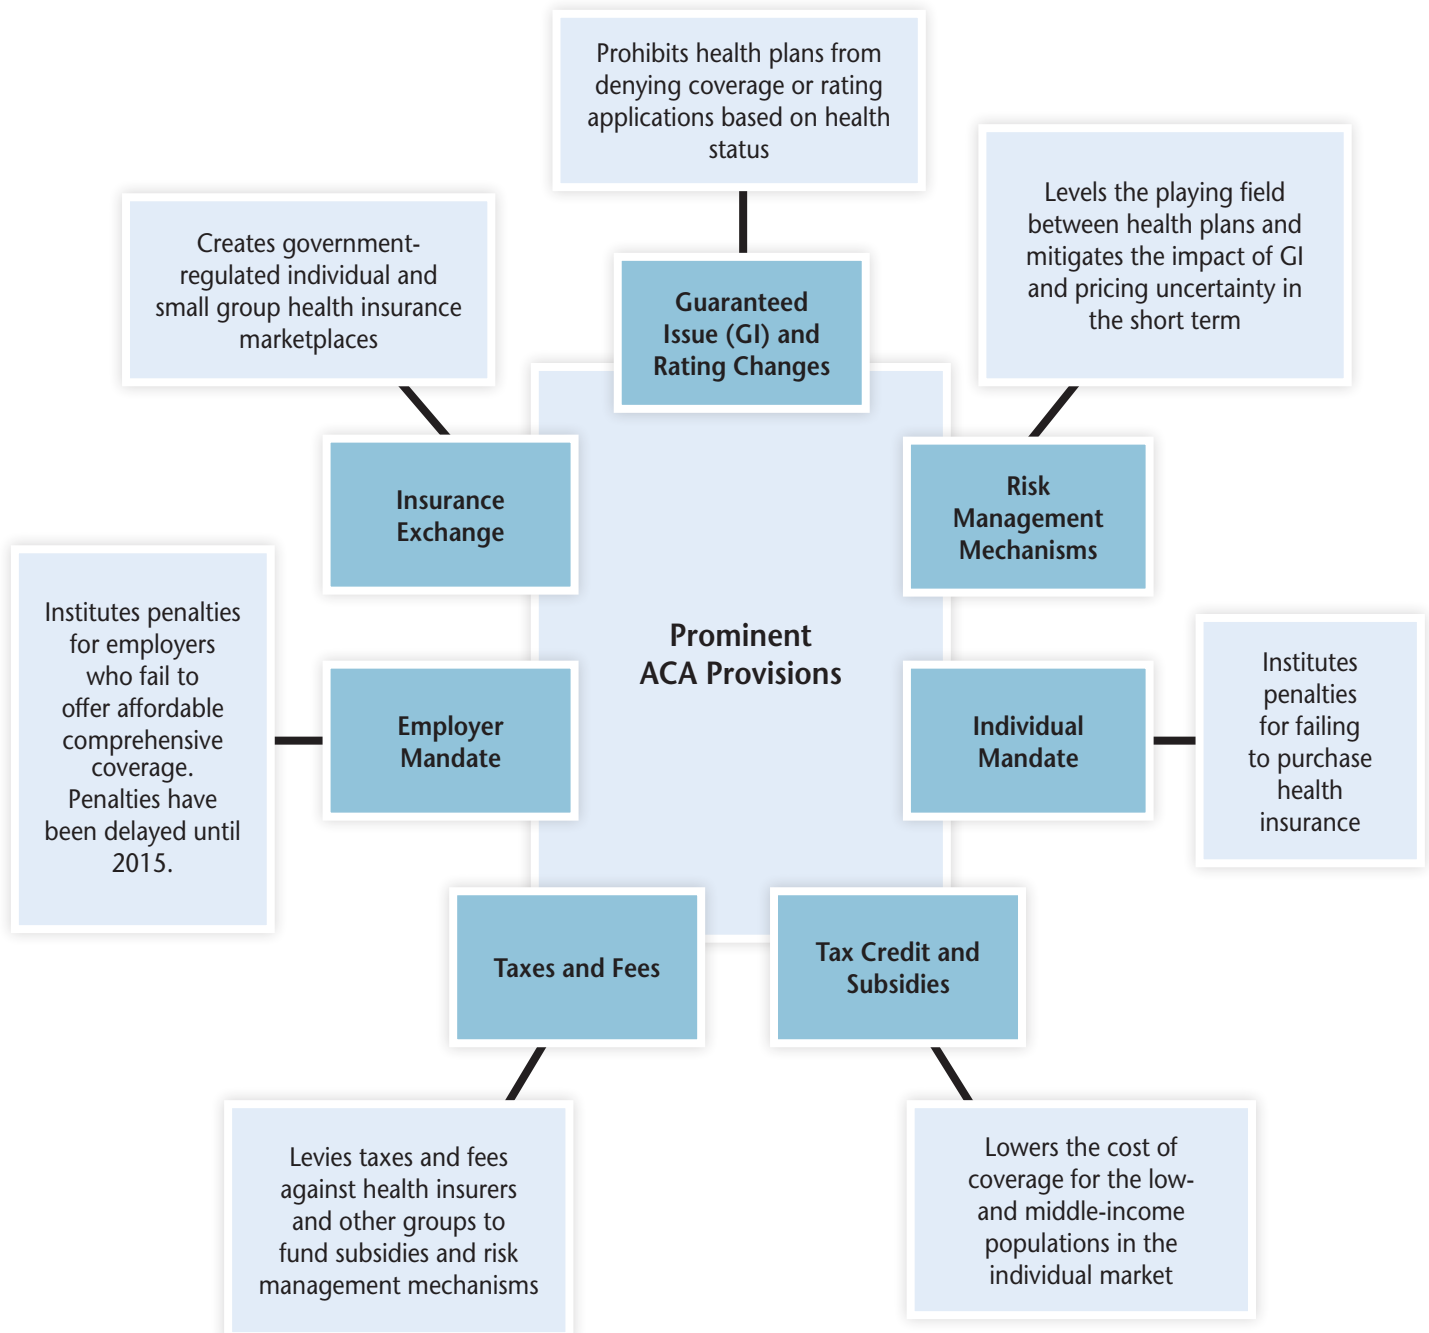 Prohibits health plans from
denying coverage or rating
applications based on health
status
Guaranteed
Issue (GI) and
Rating Changes
Levels the playing field
between health plans and
mitigates the impact of GI
and pricing uncertainty in
the short term
Risk
Management
Mechanisms
Creates government-
regulated individual and
small group health insurance
marketplaces
Insurance
Exchange
Prominent
ACA Provisions
Institutes penalties
for employers
who fail to
offer affordable
comprehensive
coverage.
Penalties have
been delayed until
2015.
Employer
Mandate
Individual
Mandate
Institutes
penalties
for failing
to purchase
health
insurance
Taxes and Fees
Levies taxes and fees
against health insurers
and other groups to
fund subsidies and risk
management mechanisms
Tax Credit and
Subsidies
Lowers the cost of
coverage for the low-
and middle-income
populations in the
individual market